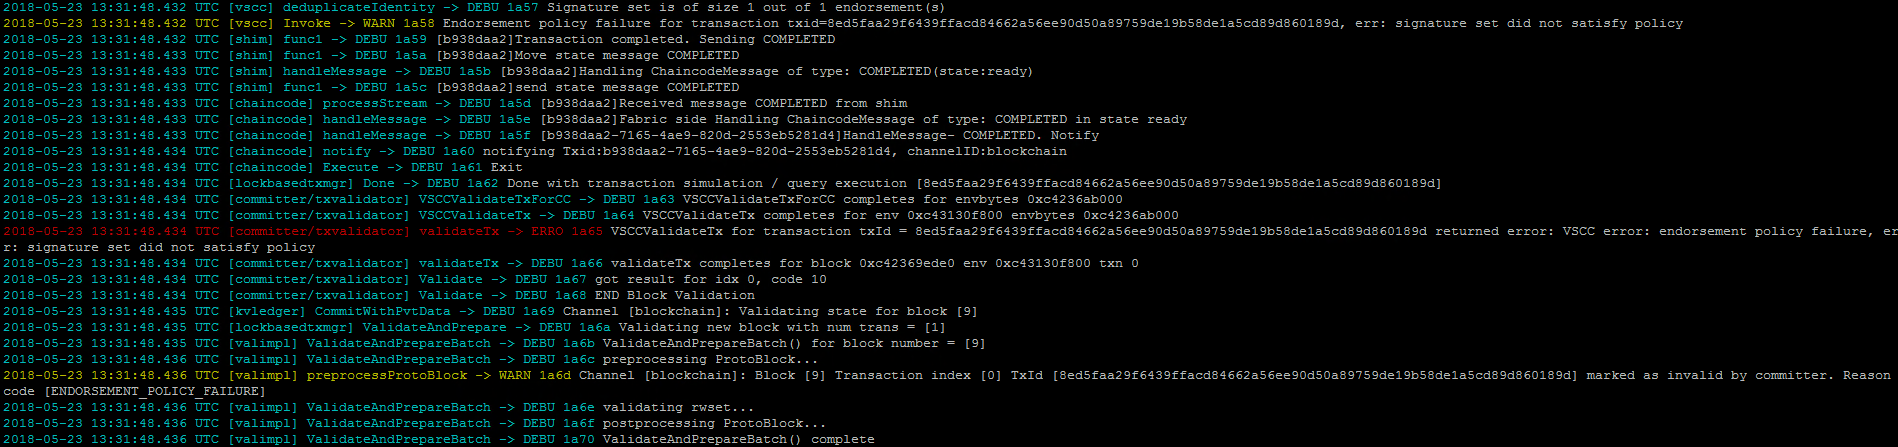 2018-05-23 13:31:48.432 UTC [vscc] deduplicateIdentity -> DEBU 1a57 Signature set is of size 1 out of 1 endorsement(s)
2018-05-23 13:31:48.432 UTC [vscc] Invoke -> WARN 1a58 Endorsement policy failure for transaction txid=8ed5faa29f6439ffacd84662a56ee90d50a89759de19b58de1a5cd89d860189d, err: signature set did not satisfy policy
2018-05-23 13:31:48.432 UTC [shim] func1 -> DEBU 1a59 [b938daa2]Transaction completed. Sending COMPLETED
2018-05-23 13:31:48.433 UTC [shim] func1 -> DEBU 1a5a [b938daa2]Move state message COMPLETED
2018-05-23 13:31:48.433 UTC [shim] handleMessage -> DEBU 1a5b [b938daa2]Handling ChaincodeMessage of type: COMPLETED(state:ready)
2018-05-23 13:31:48.433 UTC [shim] func1 -> DEBU 1a5c [b938daa2]send state message COMPLETED
2018-05-23 13:31:48.433 UTC [chaincode] processStream -> DEBU 1a5d [b938daa2]Received message COMPLETED from shim
2018-05-23 13:31:48.433 UTC [chaincode] handleMessage -> DEBU 1a5e [b938daa2]Fabric side Handling ChaincodeMessage of type: COMPLETED in state ready
2018-05-23 13:31:48.433 UTC [chaincode] handleMessage -> DEBU 1a5f [b938daa2-7165-4ae9-820d-2553eb5281d4]HandleMessage- COMPLETED. Notify
2018-05-23 13:31:48.434 UTC [chaincode] notify -> DEBU 1a60 notifying Txid:b938daa2-7165-4ae9-820d-2553eb5281d4, channelID:blockchain
2018-05-23 13:31:48.434 UTC [chaincode] Execute -> DEBU 1a61 Exit
2018-05-23 13:31:48.434 UTC [lockbasedtxmgr] Done -> DEBU 1a62 Done with transaction simulation / query execution [8ed5faa29f6439ffacd84662a56ee90d50a89759de19b58de1a5cd89d860189d]
2018-05-23 13:31:48.434 UTC [committer/txvalidator] VSCCValidateTxForCC -> DEBU 1a63 VSCCValidateTxForCC completes for envbytes 0xc4236ab000
2018-05-23 13:31:48.434 UTC [committer/txvalidator] VSCCValidateTx -> DEBU 1a64 VSCCValidateTx completes for env 0xc43130f800 envbytes 0xc4236ab000
2018-05-23 13:31:48.434 UTC [committer/txvalidator] validateTx -> ERRO 1a65 VSCCValidateTx for transaction txId = 8ed5faa29f6439ffacd84662a56ee90d50a89759de19b58de1a5cd89d860189d returned error: VSCC error: endorsement policy failure, er
r: signature set did not satisfy policy
2018-05-23 13:31:48.434 UTC [committer/txvalidator] validateTx -> DEBU 1a66 validateTx completes for block 0xc42369ede0 env 0xc43130f800 txn 0
2018-05-23 13:31:48.434 UTC [committer/txvalidator] Validate -> DEBU 1a67 got result for idx 0, code 10
2018-05-23 13:31:48.434 UTC [committer/txvalidator] Validate -> DEBU 1a68 END Block Validation
2018-05-23 13:31:48.435 UTC [kvledger] CommitWithPvtData -> DEBU 1a69 Channel [blockchain]: Validating state for block [9]
2018-05-23 13:31:48.435 UTC [lockbasedtxmgr] ValidateAndPrepare -> DEBU 1a6a Validating new block with num trans = [1]
2018-05-23 13:31:48.435 UTC [valimpl] ValidateAndPrepareBatch -> DEBU 1a6b ValidateAndPrepareBatch() for block number = [9]
2018-05-23 13:31:48.436 UTC [valimpl] ValidateAndPrepareBatch -> DEBU 1a6c preprocessing ProtoBlock...
2018-05-23 13:31:48.436 UTC [valimpl] preprocessProtoBlock -> WARN 1a6d Channel [blockchain]: Block [9] Transaction index [0] TxId [8ed5faa29f6439ffacd84662a56ee90d50a89759de19b58de1a5cd89d860189d] marked as invalid by committer. Reason
code [ENDORSEMENT_POLICY_FAILURE]
2018-05-23 13:31:48.436 UTC [valimpl] ValidateAndPrepareBatch -> DEBU 1a6e validating rwset...
2018-05-23 13:31:48.436 UTC [valimpl] ValidateAndPrepareBatch -> DEBU 1a6f postprocessing ProtoBlock...
2018-05-23 13:31:48.436 UTC [valimpl] ValidateAndPrepareBatch -> DEBU 1a70 ValidateAndPrepareBatch() complete